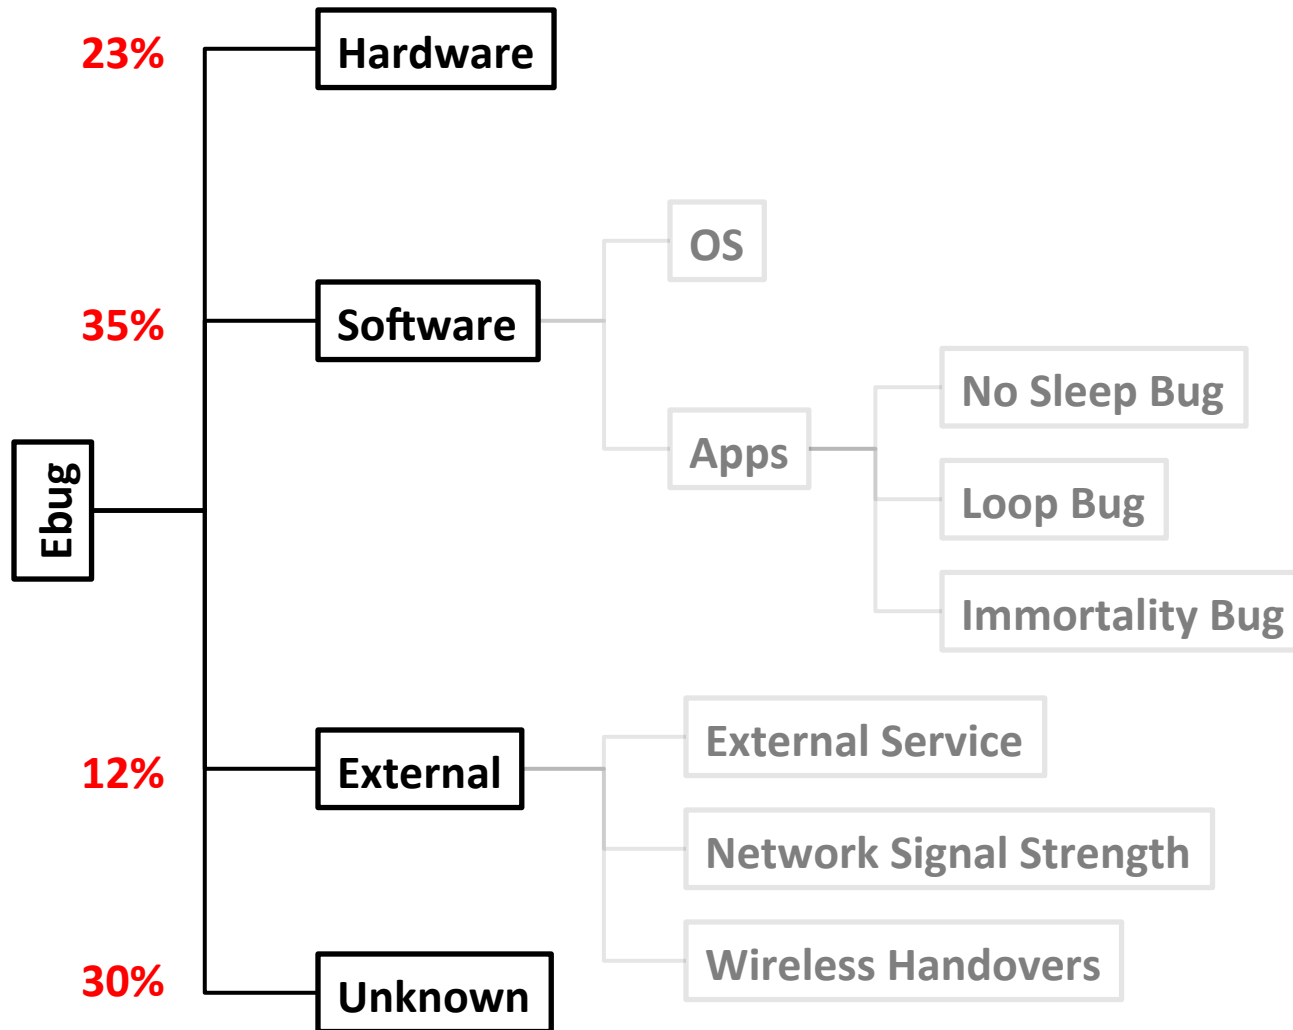 23%
Hardware
OS
35%
Software
No Sleep Bug
Apps
Ebug
Loop Bug
Immortality Bug
External Service
12%
External
Network Signal Strength
Wireless Handovers
30%
Unknown